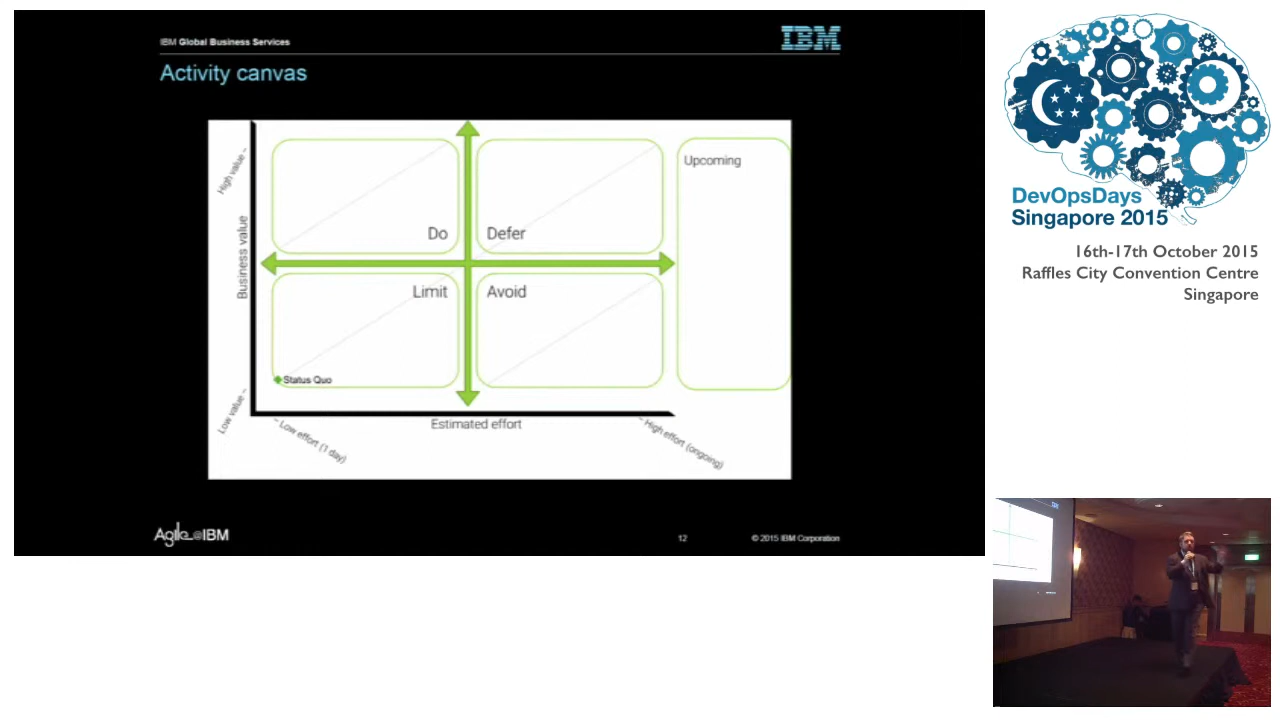 IBM Global Business Services
IBM
Activity canvas
High value –
Business value
Low value –
Do
Defer
Limit
Avoid
Status Quo
Upcoming
– Low effort (1 day)
Estimated effort
– High effort (ongoing)
Agile@IBM
12
© 2015 IBM Corporation
DevOpsDays
Singapore 2015
16th-17th October 2015
Raffles City Convention Centre
Singapore